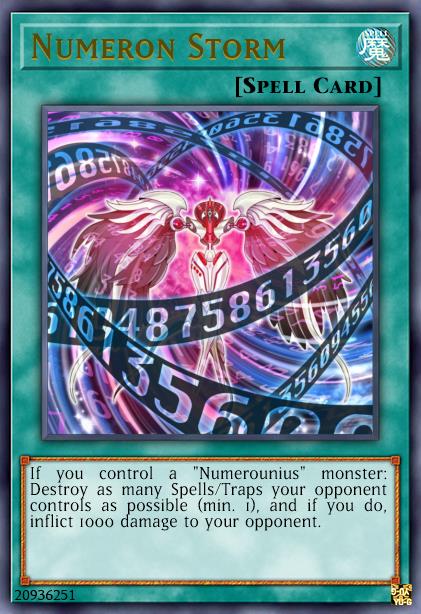 Numeron Storm
[Spell Card]
48758613560
If you control a "Numerounius" monster:
Destroy as many Spells/Traps your opponent
controls as possible (min. 1), and if you do,
inflict 1000 damage to your opponent.
20936251